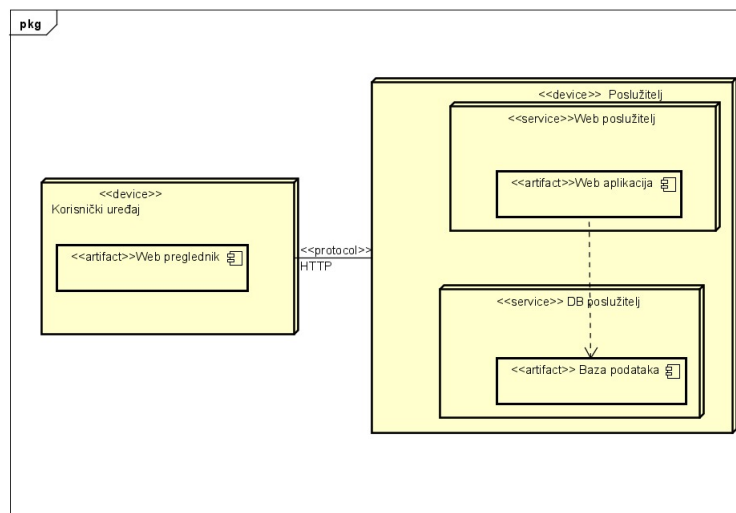 pkg
<<device>>
Korisnički uređaj
<<artifact>>Web preglednik
<<protocol>>
HTTP
<<device>> Poslužitelj
<<service>>Web poslužitelj
<<artifact>>Web aplikacija
<<service>> DB poslužitelj
<<artifact>> Baza podataka